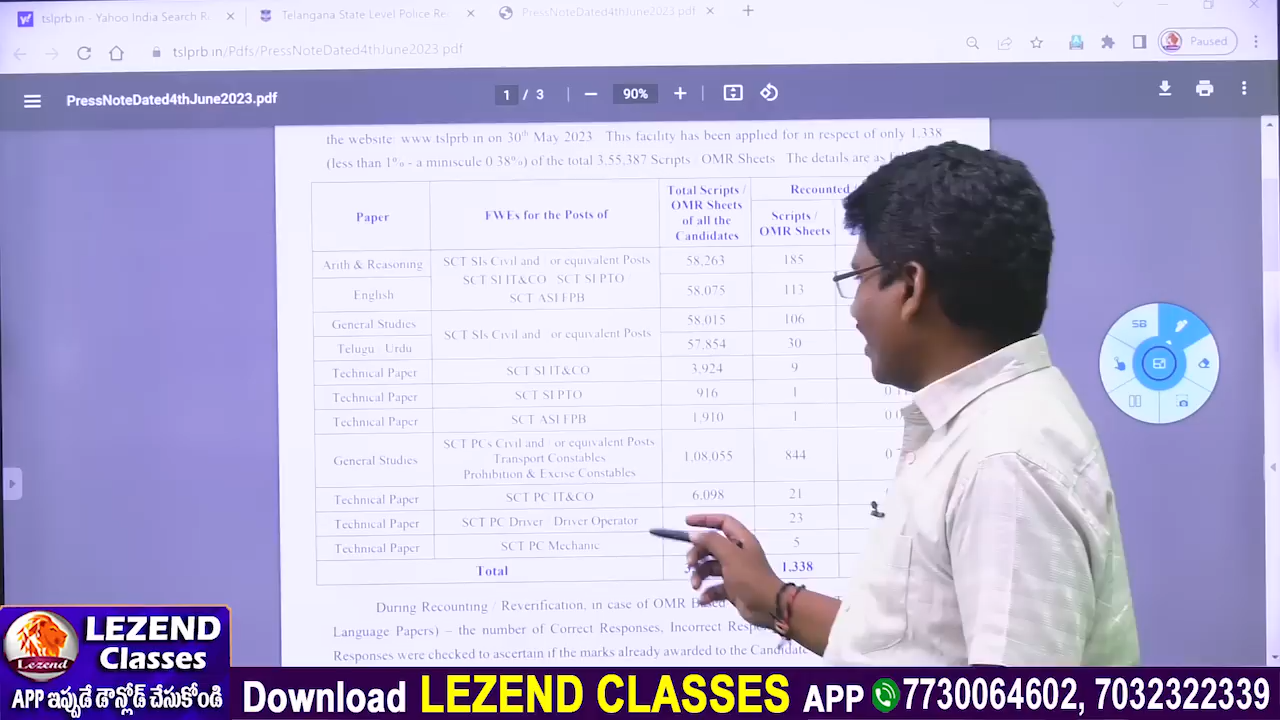 tslprb in - Yahoo India Search R
Telangana State Level Police Re
PressNoteDated4thJune2023 pdf
tslprb in/Pdfs/PressNoteDated4thJune2023 pdf
Paused
PressNoteDated4thJune2023.pdf
1 / 3
90%
the website: www tslprb in on 30th May 2023 This facility has been applied for in respect of only 1.338
(less than 1% - a miniscule 0 38%) of the total 3,55,387 Scripts OMR Sheets The details are as
Paper
FWEs for the Posts of
Total Scripts /
OMR Sheets
of all the
Candidates
Recounted
Scripts /
OMR Sheets
Arith & Reasoning
SCT SIs Civil and or equivalent Posts
SCT SI IT&CO SCT SI PTO
SCT ASI FPB
58,263
185
English
58,075
113
General Studies
SCT SIs Civil and or equivalent Posts
58,015
106
Telugu Urdu
57,854
30
Technical Paper
SCT SI IT&CO
3,924
9
Technical Paper
SCT SI PTO
916
1
Technical Paper
SCT ASI FPB
1,910
1
General Studies
SCT PCs Civil and or equivalent Posts
Transport Constables
Prohibition & Excise Constables
1,08,055
844
Technical Paper
SCT PC IT&CO
6,098
21
Technical Paper
SCT PC Driver Driver Operator
23
Technical Paper
SCT PC Mechanic
5
Total
1.338
During Recounting / Reverification, in case of OMR Based
Language Papers) – the number of Correct Responses, Incorrect
Responses were checked to ascertain if the marks already awarded to the Candidate
SB
Lezend
LEZEND
Classes
APP ఇప్పుడే డౌన్లోడ్ చేసుకోండి
Download LEZEND CLASSES APP 7730064602, 7032322339